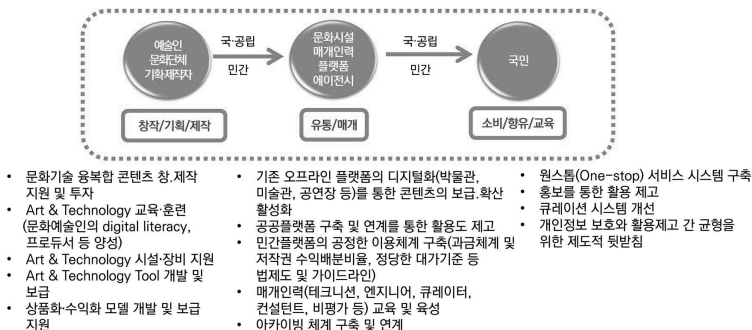 예술인
문화단체
기획제작자
국·공립
민간
문화시설
매개인력
플랫폼
에이전시
국·공립
민간
국민
창작/기획/제작
유통/매개
소비/향유/교육
• 문화기술 융복합 콘텐츠 창.제작
지원 및 투자
• Art & Technology 교육·훈련
(문화예술인의 digital literacy,
프로듀서 등 양성)
• Art & Technology 시설·장비 지원
• Art & Technology Tool 개발 및
보급
• 상품화·수익화 모델 개발 및 보급
지원
• 기존 오프라인 플랫폼의 디지털화(박물관,
미술관, 공연장 등)를 통한 콘텐츠의 보급.확산
활성화
• 공공플랫폼 구축 및 연계를 통한 활용도 제고
• 민간플랫폼의 공정한 이용체계 구축(과금체계 및
저작권 수익배분비율, 정당한 대가기준 등
법제도 및 가이드라인)
• 매개인력(테크니션, 엔지니어, 큐레이터,
컨설턴트, 비평가 등) 교육 및 육성
• 아카이빙 체계 구축 및 연계
• 원스톱(One-stop) 서비스 시스템 구축
• 홍보를 통한 활용 제고
• 큐레이션 시스템 개선
• 개인정보 보호와 활용제고 간 균형을
위한 제도적 뒷받침